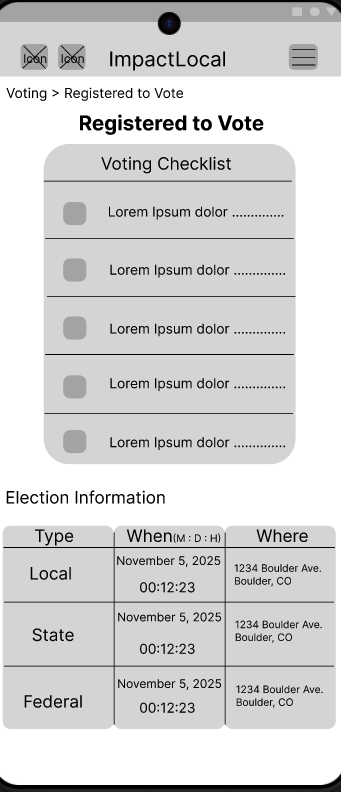 Icon Icon ImpactLocal
Voting > Registered to Vote
Registered to Vote
Voting Checklist
Lorem Ipsum dolor ..............
Lorem Ipsum dolor ..............
Lorem Ipsum dolor ..............
Lorem Ipsum dolor ..............
Lorem Ipsum dolor ..............
Election Information
Type When(M : D : H) Where
Local
November 5, 2025
00:12:23
1234 Boulder Ave.
Boulder, CO
State
November 5, 2025
00:12:23
1234 Boulder Ave.
Boulder, CO
Federal
November 5, 2025
00:12:23
1234 Boulder Ave.
Boulder, CO